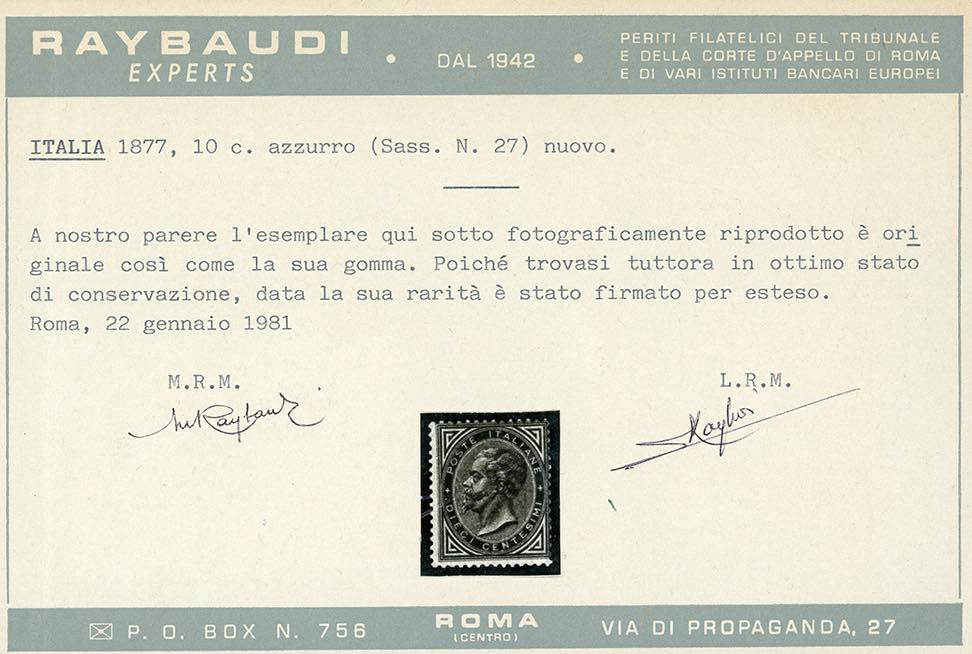 RAYBAUDI
EXPERTS
• DAL 1942 •
PERITI FILATELICI DEL TRIBUNALE
E DELLA CORTE D'APPELLO DI ROMA
E DI VARI ISTITUTI BANCARI EUROPEI
ITALIA 1877, 10 c. azzurro (Sass. N. 27) nuovo.
A nostro parere l'esemplare qui sotto fotograficamente riprodotto è ori
ginale così come la sua gomma. Poiché trovasi tuttora in ottimo stato
di conservazione, data la sua rarità è stato firmato per esteso.
Roma, 22 gennaio 1981
M.R.M.
L.R.M.
POSTE ITALIANE
DIECI CENTESIMI
P. O. BOX N. 756
ROMA
(CENTRO)
VIA DI PROPAGANDA, 27